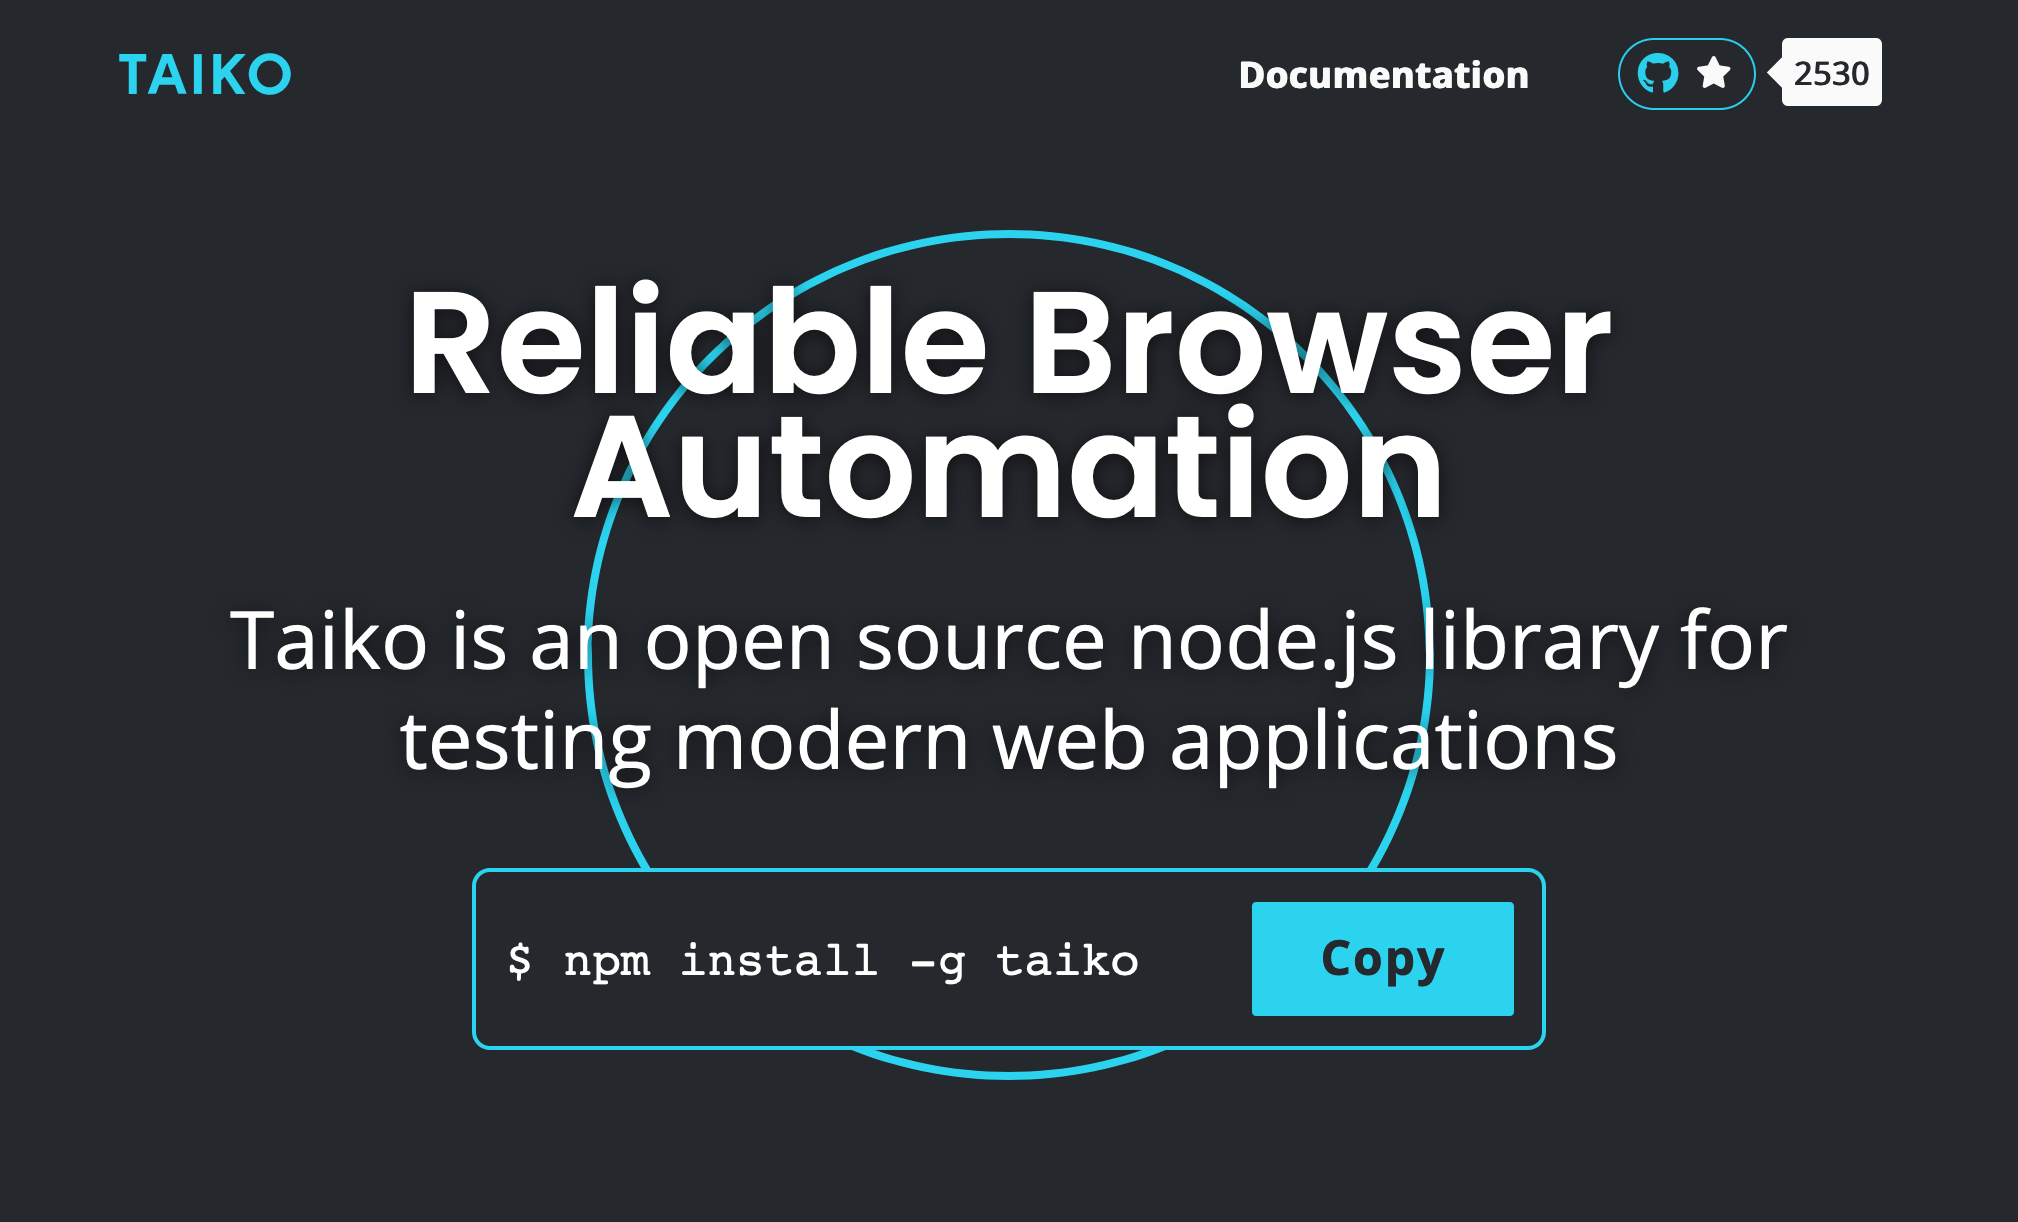 TAIKO
Documentation
2530
Reliable Browser
Automation
Taiko is an open source node.js library for
testing modern web applications
$ npm install -g taiko
Copy